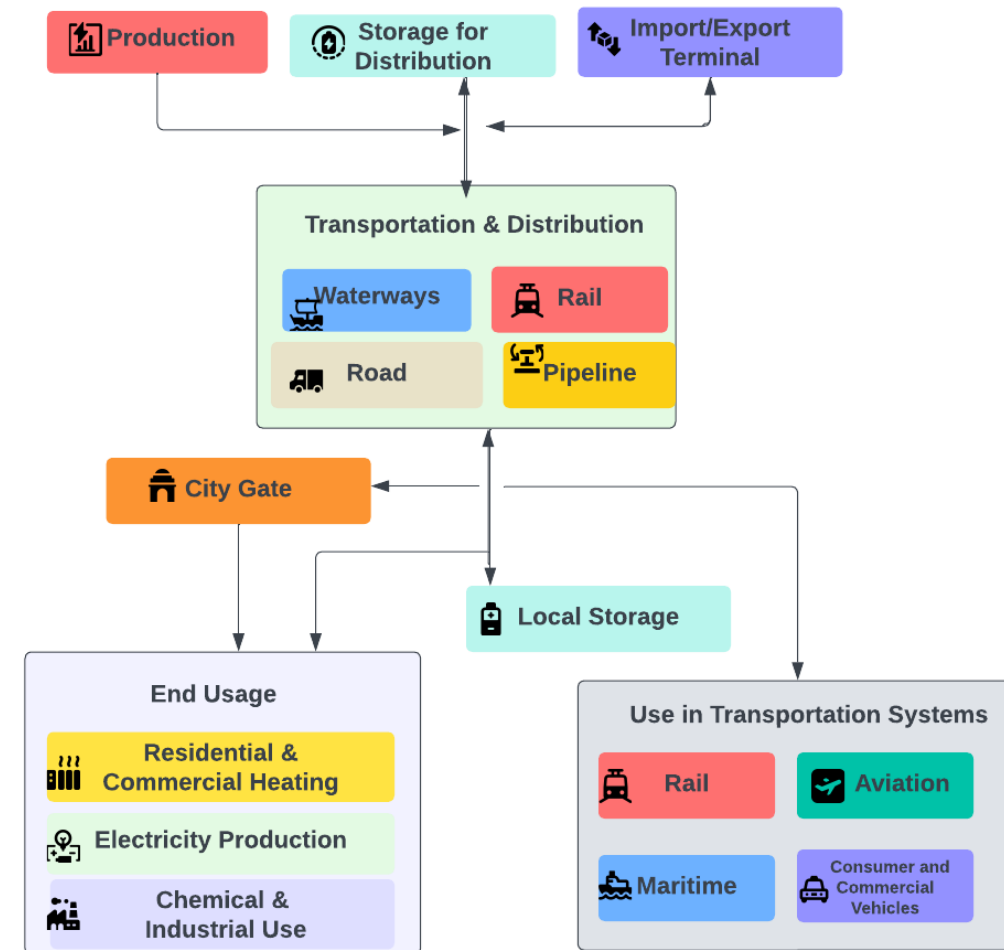 Production
Storage for
Distribution
Import/Export
Terminal
Transportation & Distribution
Waterways
Rail
Road
Pipeline
City Gate
Local Storage
End Usage
Residential &
Commercial Heating
Electricity Production
Chemical &
Industrial Use
Use in Transportation Systems
Rail
Aviation
Maritime
Consumer and
Commercial
Vehicles